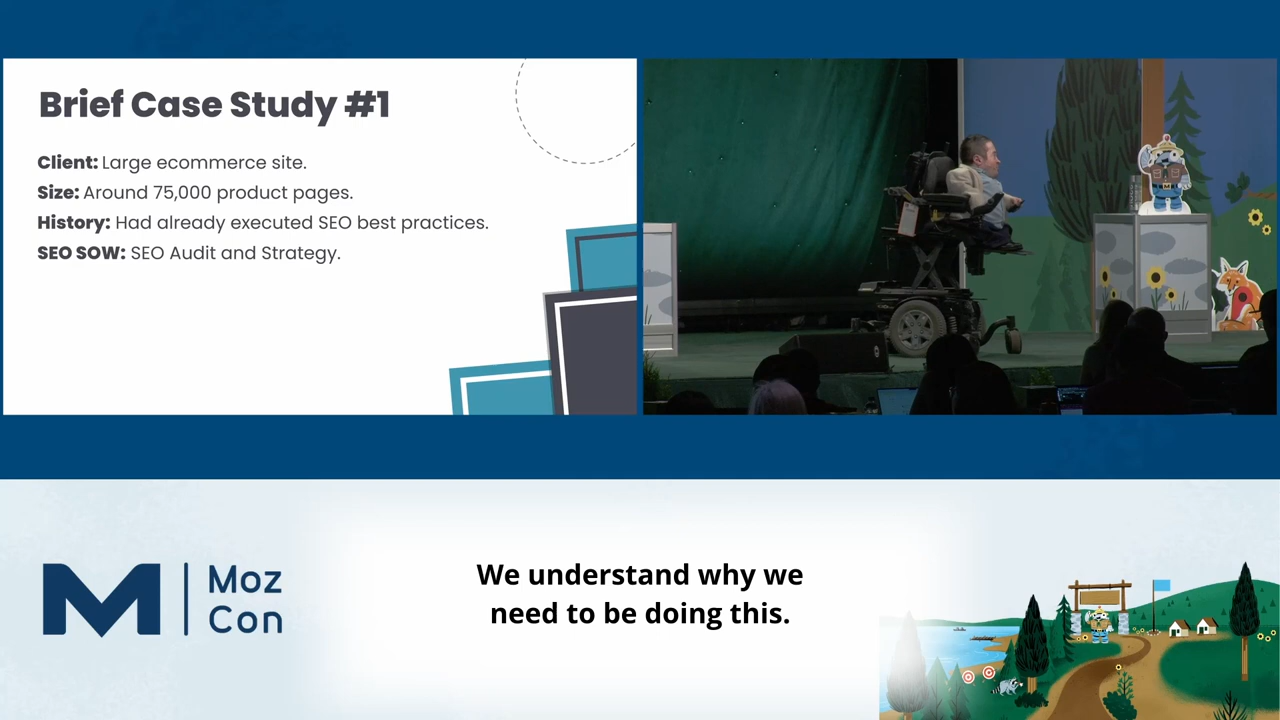 Brief Case Study #1
Client: Large ecommerce site.
Size: Around 75,000 product pages.
History: Had already executed SEO best practices.
SEO SOW: SEO Audit and Strategy.
Moz
Con
We understand why we
need to be doing this.